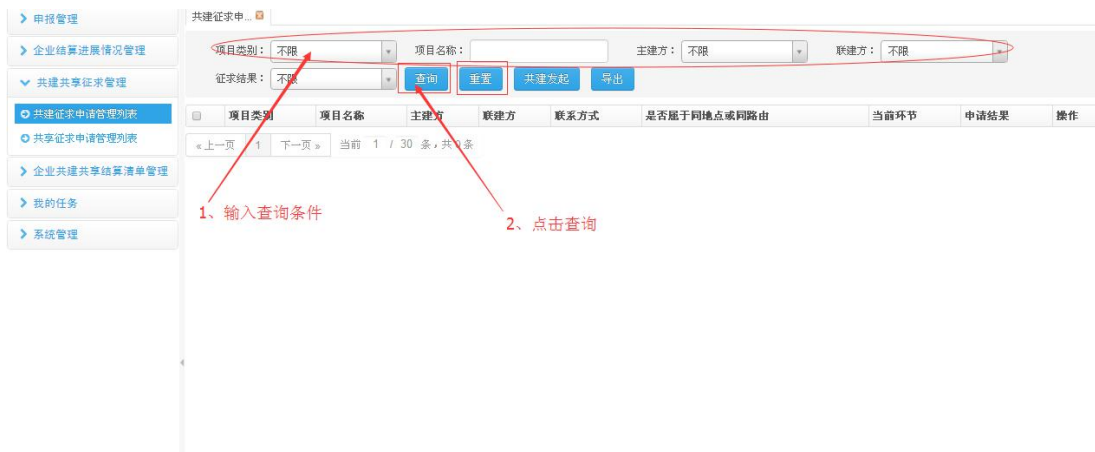 申报管理
共建征求申...
企业结算进展情况管理
项目类别： 不限 项目名称： 主建方： 不限 联建方： 不限
共建共享征求管理
征求结果： 不限 查询 重置 共建发起 导出
共建征求申请管理列表
项目类别 项目名称 主建方 联建方 联系方式 是否属于同地点或同路由 当前环节 申请结果 操作
共享征求申请管理列表
«上一页 1 下一页» 当前 1 / 30 条，共0条
企业共建共享结算清单管理
我的任务
1、输入查询条件
2、点击查询
系统管理